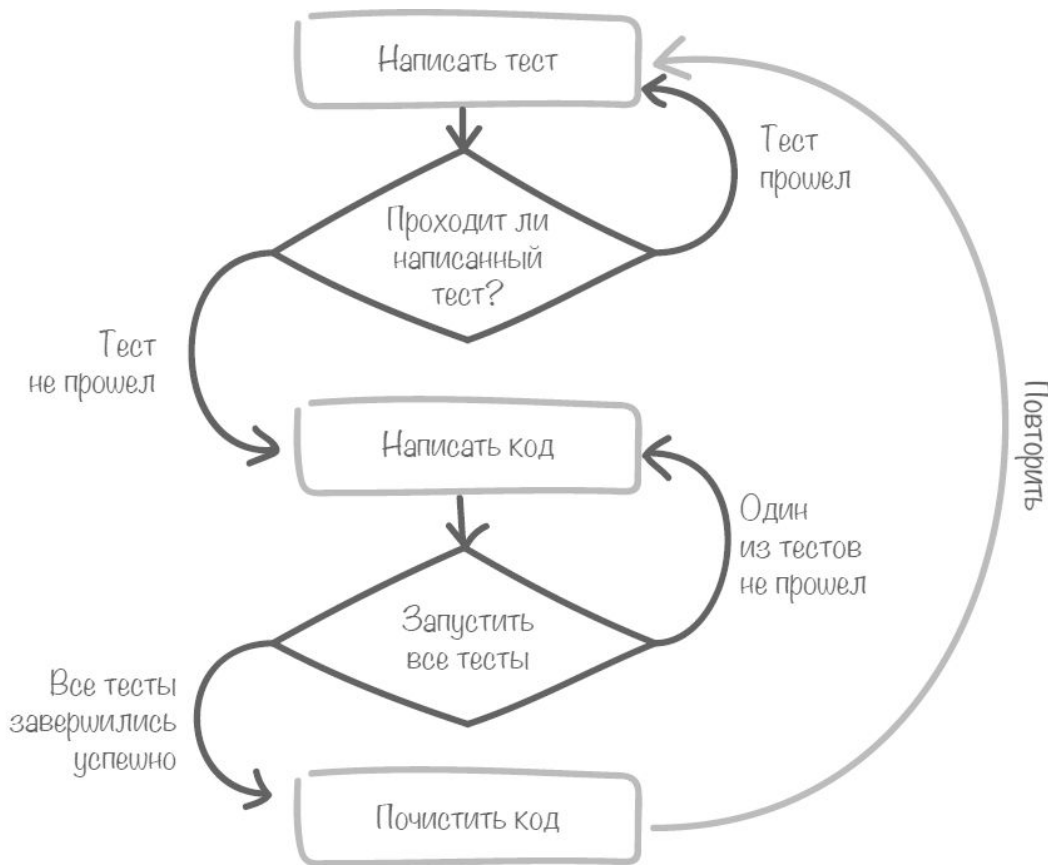 Написать тест
Тест
прошел
Проходит ли
написанный
тест?
Тест
не прошел
Написать код
Повторить
Один
из тестов
не прошел
Запустить
все тесты
Все тесты
завершились
успешно
Почистить код